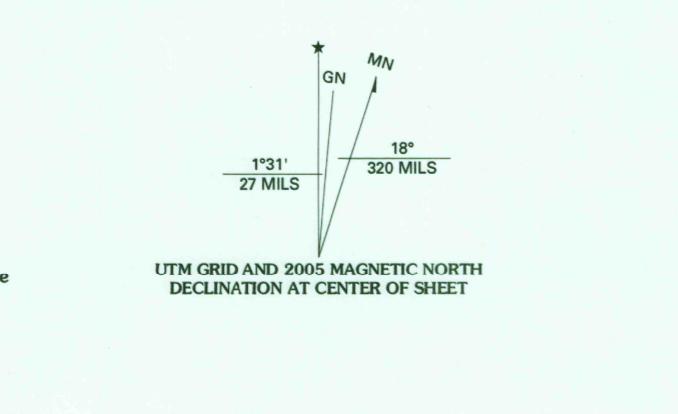 ★
GN
MN
1°31'
27 MILS
18°
320 MILS
UTM GRID AND 2005 MAGNETIC NORTH
DECLINATION AT CENTER OF SHEET
e